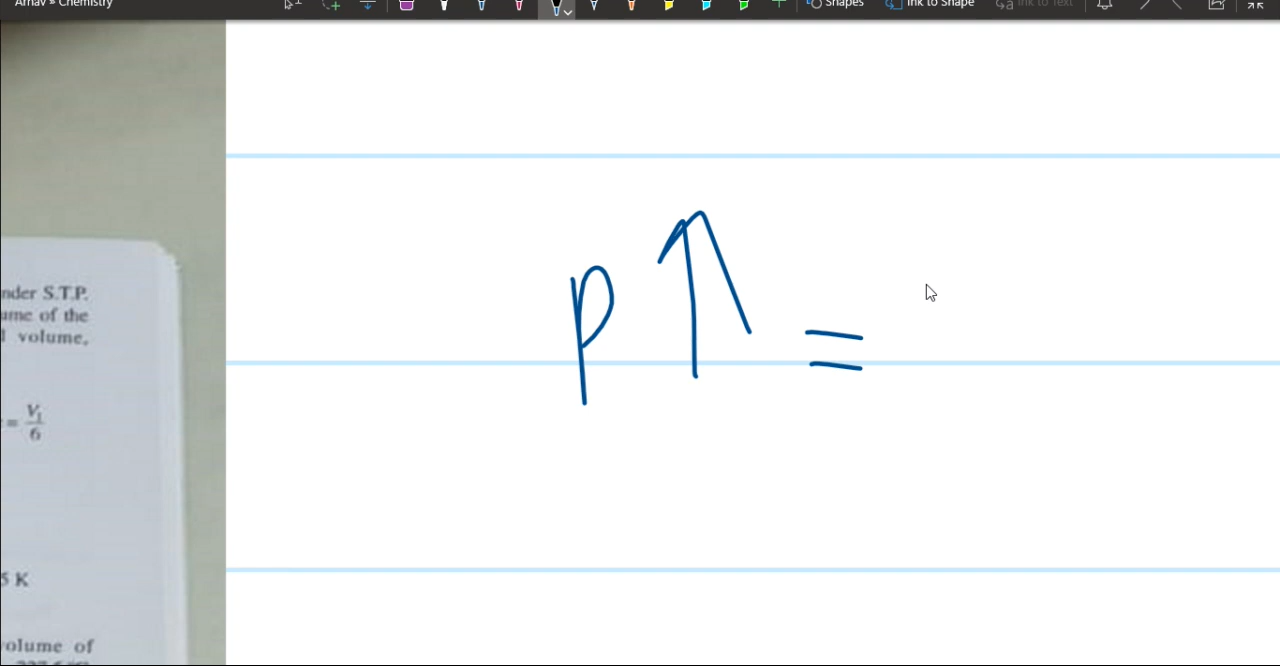 Arnav » Chemistry
Shapes
Ink to Shape
Ink to Text
nder S.T.P.
ume of the
l volume,
= V₁/6
P ↑ =
5 K
volume of